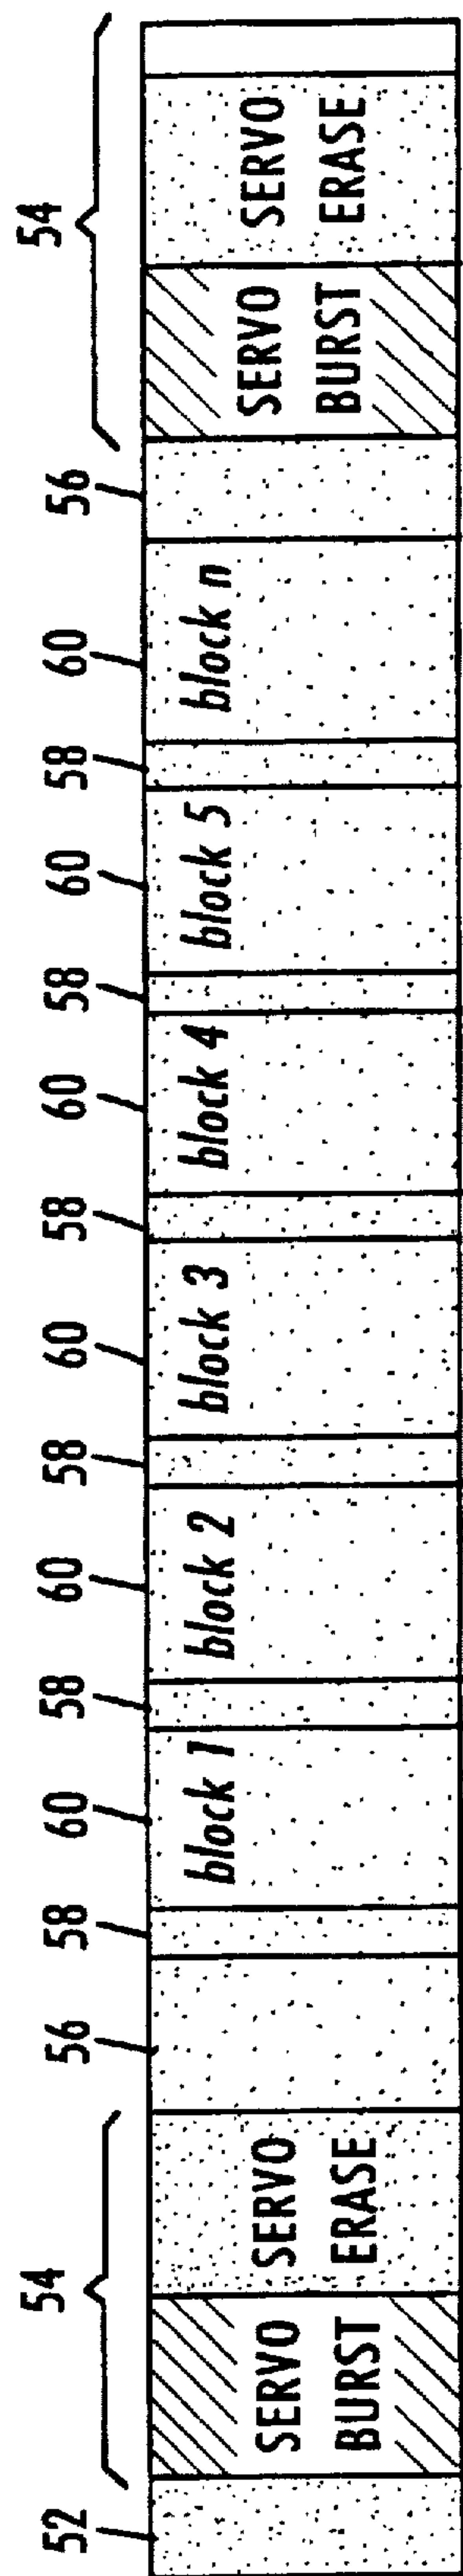 52 54 56 58 60 58 60 58 60 58 60 58 60 58 60 56 54
SERVO BURST
SERVO ERASE
block 1
block 2
block 3
block 4
block 5
block n
SERVO BURST
SERVO ERASE